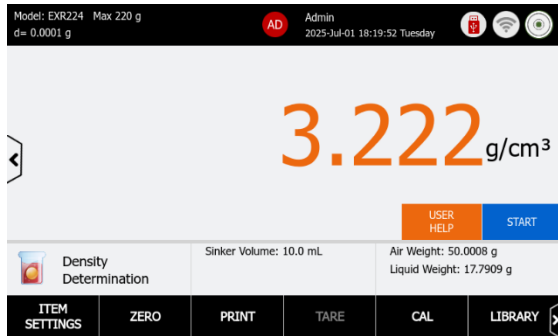 Model: EXR224 Max 220 g
d= 0.0001 g
AD
Admin
2025-Jul-01 18:19:52 Tuesday
3.222 g/cm³
USER
HELP
START
Density
Determination
Sinker Volume: 10.0 mL
Air Weight: 50.0008 g
Liquid Weight: 17.7909 g
ITEM
SETTINGS
ZERO
PRINT
TARE
CAL
LIBRARY